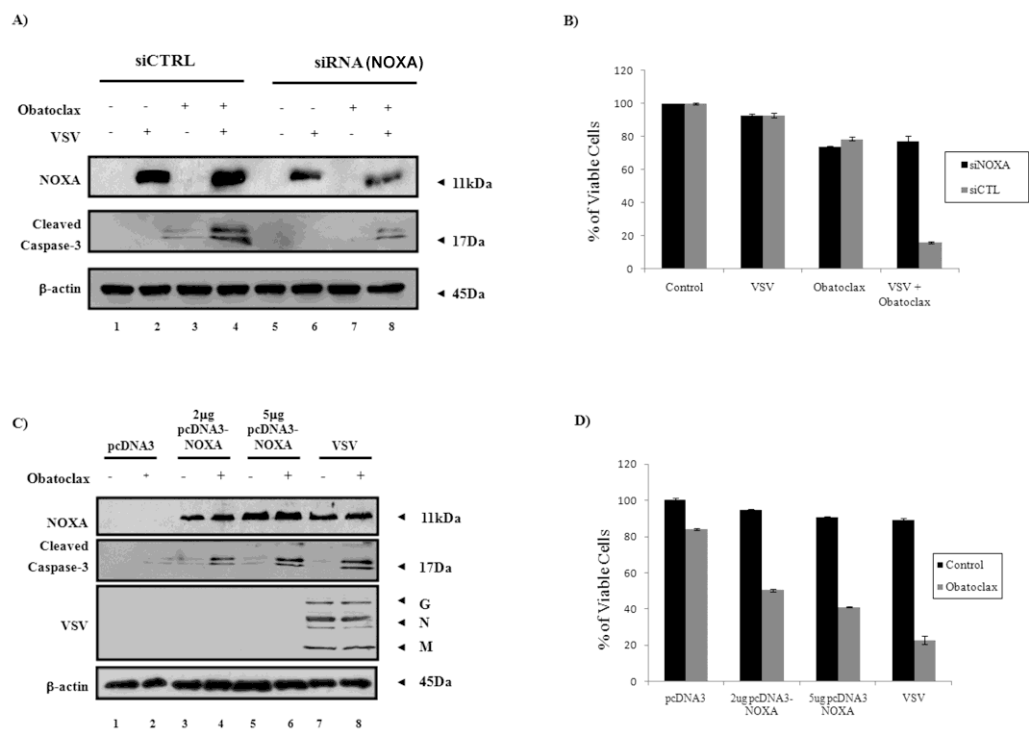 A)
siCTRL siRNA (NOXA)
Obatoclax - - + + - - + +
VSV - + - + - + - +
NOXA ◄ 11kDa
Cleaved
Caspase-3 ◄ 17Da
β-actin ◄ 45Da
1 2 3 4 5 6 7 8
B)
120
100
80
60
40
20
0
% of Viable Cells
Control VSV Obatoclax VSV +
Obatoclax
siNOXA
siCTL
C)
pcDNA3 2µg pcDNA3-NOXA 5µg pcDNA3-NOXA VSV
Obatoclax - + - + - + - +
NOXA ◄ 11kDa
Cleaved
Caspase-3 ◄ 17Da
VSV ◄ G
◄ N
◄ M
β-actin ◄ 45Da
1 2 3 4 5 6 7 8
D)
120
100
80
60
40
20
0
% of Viable Cells
pcDNA3 2ug pcDNA3- 5ug pcDNA3 VSV
NOXA NOXA
Control
Obatoclax